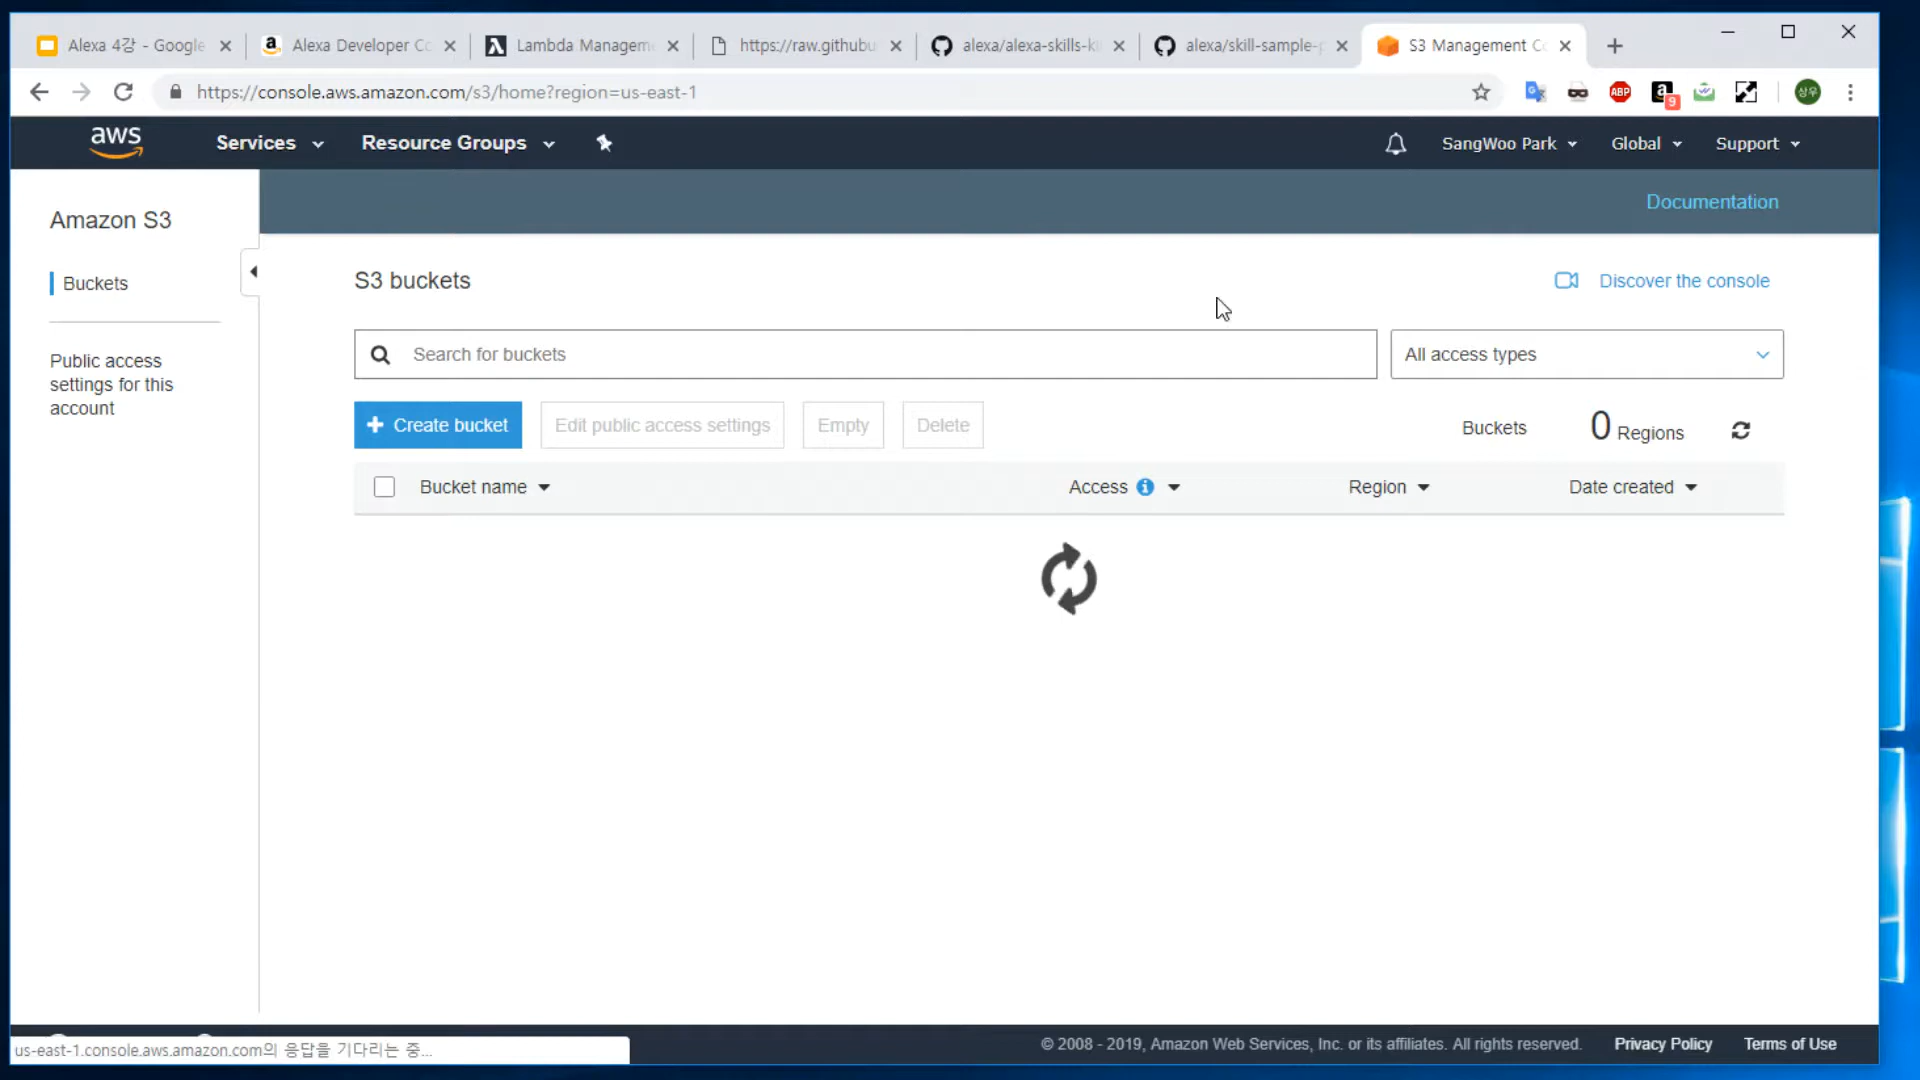 Alexa 4강 - Google
Alexa Developer Co
Lambda Managem
https://raw.githubu
alexa/alexa-skills-k
alexa/skill-sample-
S3 Management Co
https://console.aws.amazon.com/s3/home?region=us-east-1
ABP
a
9
상우
aws
Services
Resource Groups
SangWoo Park
Global
Support
Documentation
Amazon S3
Buckets
Public access
settings for this
account
S3 buckets
Discover the console
Search for buckets
All access types
+ Create bucket
Edit public access settings
Empty
Delete
Buckets
0 Regions
Bucket name
Access
Region
Date created
us-east-1.console.aws.amazon.com의 응답을 기다리는 중...
© 2008 - 2019, Amazon Web Services, Inc. or its affiliates. All rights reserved.
Privacy Policy
Terms of Use